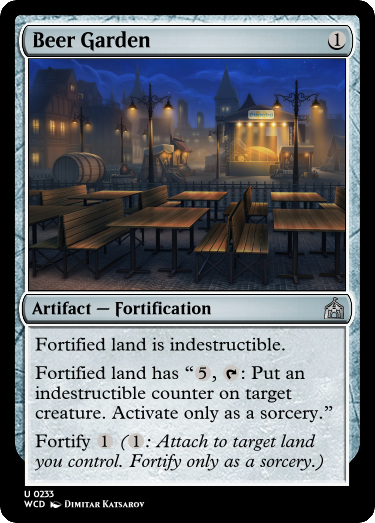 Beer Garden 1
Artifact — Fortification
Fortified land is indestructible.
Fortified land has “5, : Put an
indestructible counter on target
creature. Activate only as a sorcery.”
Fortify 1 (1: Attach to target land
you control. Fortify only as a sorcery.)
U 0233
WCD Dimitar Katsarov